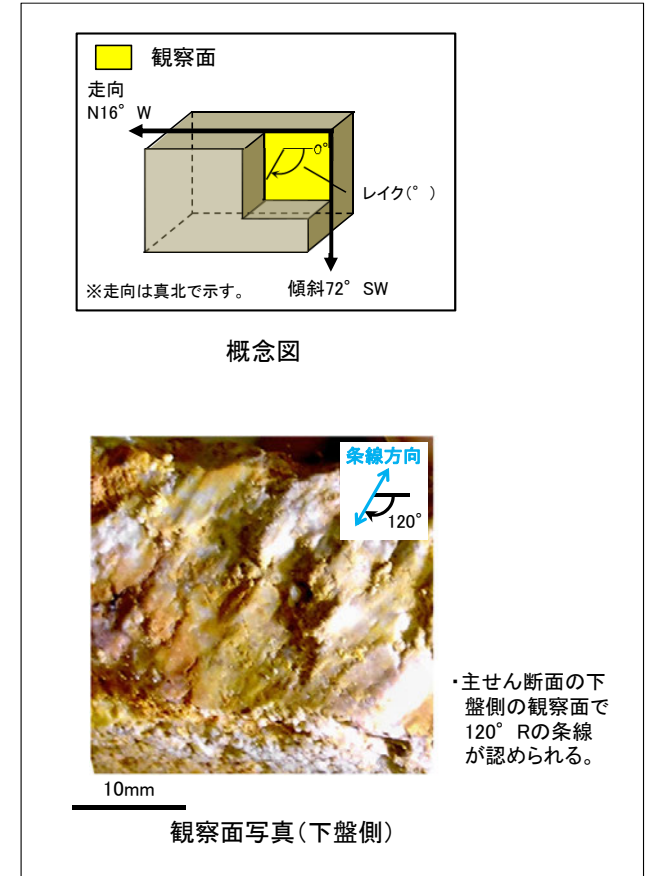 観察面
走向
N16°W
0°
レイク(°)
※走向は真北で示す。
傾斜72°SW
概念図
条線方向
120°
・主せん断面の下
盤側の観察面で
120°Rの条線
が認められる。
10mm
観察面写真(下盤側)